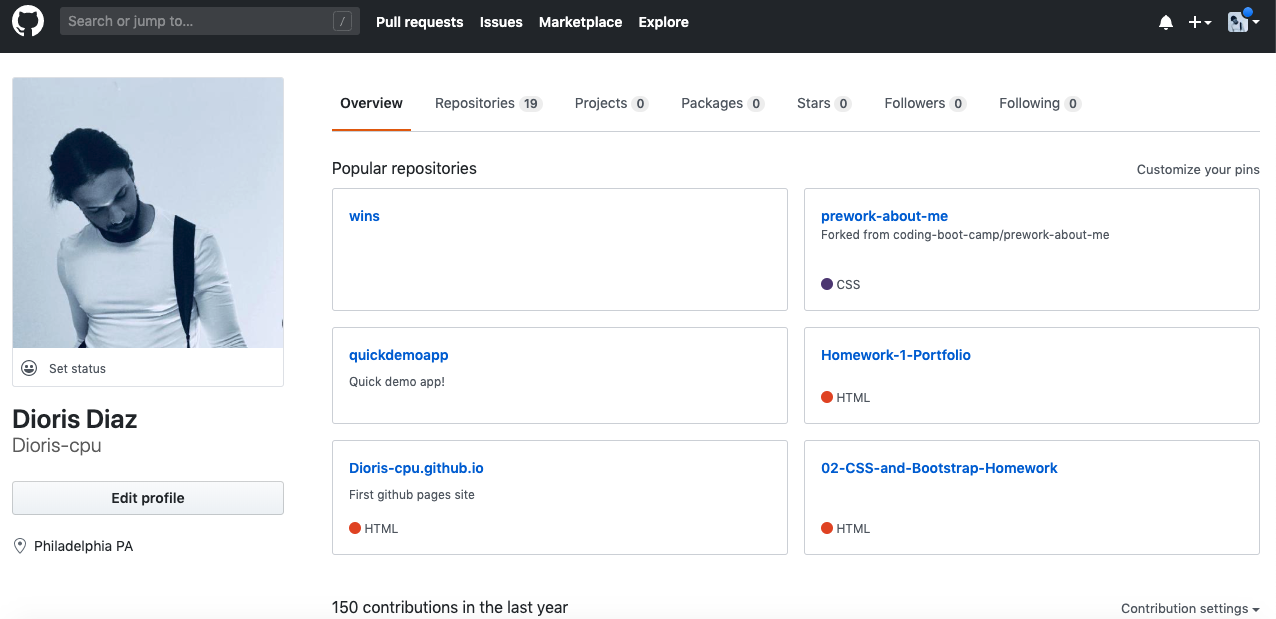 Search or jump to...
/
Pull requests
Issues
Marketplace
Explore
Overview
Repositories 19
Projects 0
Packages 0
Stars 0
Followers 0
Following 0
Set status
Dioris Diaz
Dioris-cpu
Edit profile
Philadelphia PA
Popular repositories
Customize your pins
wins
prework-about-me
Forked from coding-boot-camp/prework-about-me
CSS
quickdemoapp
Quick demo app!
Homework-1-Portfolio
HTML
Dioris-cpu.github.io
First github pages site
HTML
02-CSS-and-Bootstrap-Homework
HTML
150 contributions in the last year
Contribution settings